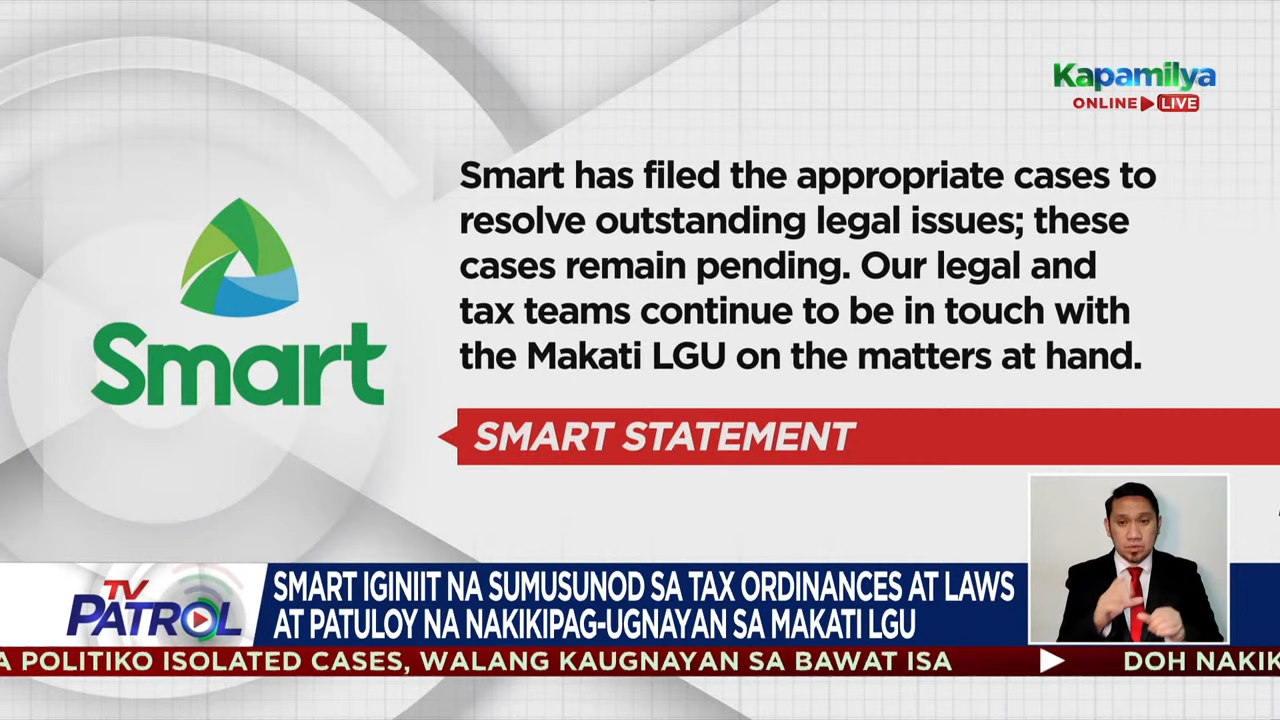 Kapamilya
ONLINE LIVE
Smart has filed the appropriate cases to
resolve outstanding legal issues; these
cases remain pending. Our legal and
tax teams continue to be in touch with
the Makati LGU on the matters at hand.
Smart
SMART STATEMENT
TV PATROL
SMART IGINIIT NA SUMUSUNOD SA TAX ORDINANCES AT LAWS
AT PATULOY NA NAKIKIPAG-UGNAYAN SA MAKATI LGU
A POLITIKO ISOLATED CASES, WALANG KAUGNAYAN SA BAWAT ISA DOH NAKIK